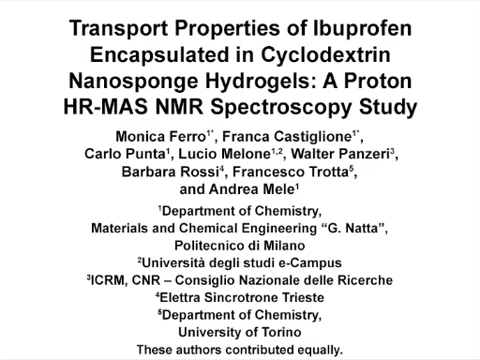 Transport Properties of Ibuprofen
Encapsulated in Cyclodextrin
Nanosponge Hydrogels: A Proton
HR-MAS NMR Spectroscopy Study
Monica Ferro¹*, Franca Castiglione¹*,
Carlo Punta¹, Lucio Melone¹,², Walter Panzeri³,
Barbara Rossi⁴, Francesco Trotta⁵,
and Andrea Mele¹
¹Department of Chemistry,
Materials and Chemical Engineering “G. Natta”,
Politecnico di Milano
²Università degli studi e-Campus
³ICRM, CNR – Consiglio Nazionale delle Ricerche
⁴Elettra Sincrotrone Trieste
⁵Department of Chemistry,
University of Torino
These authors contributed equally.